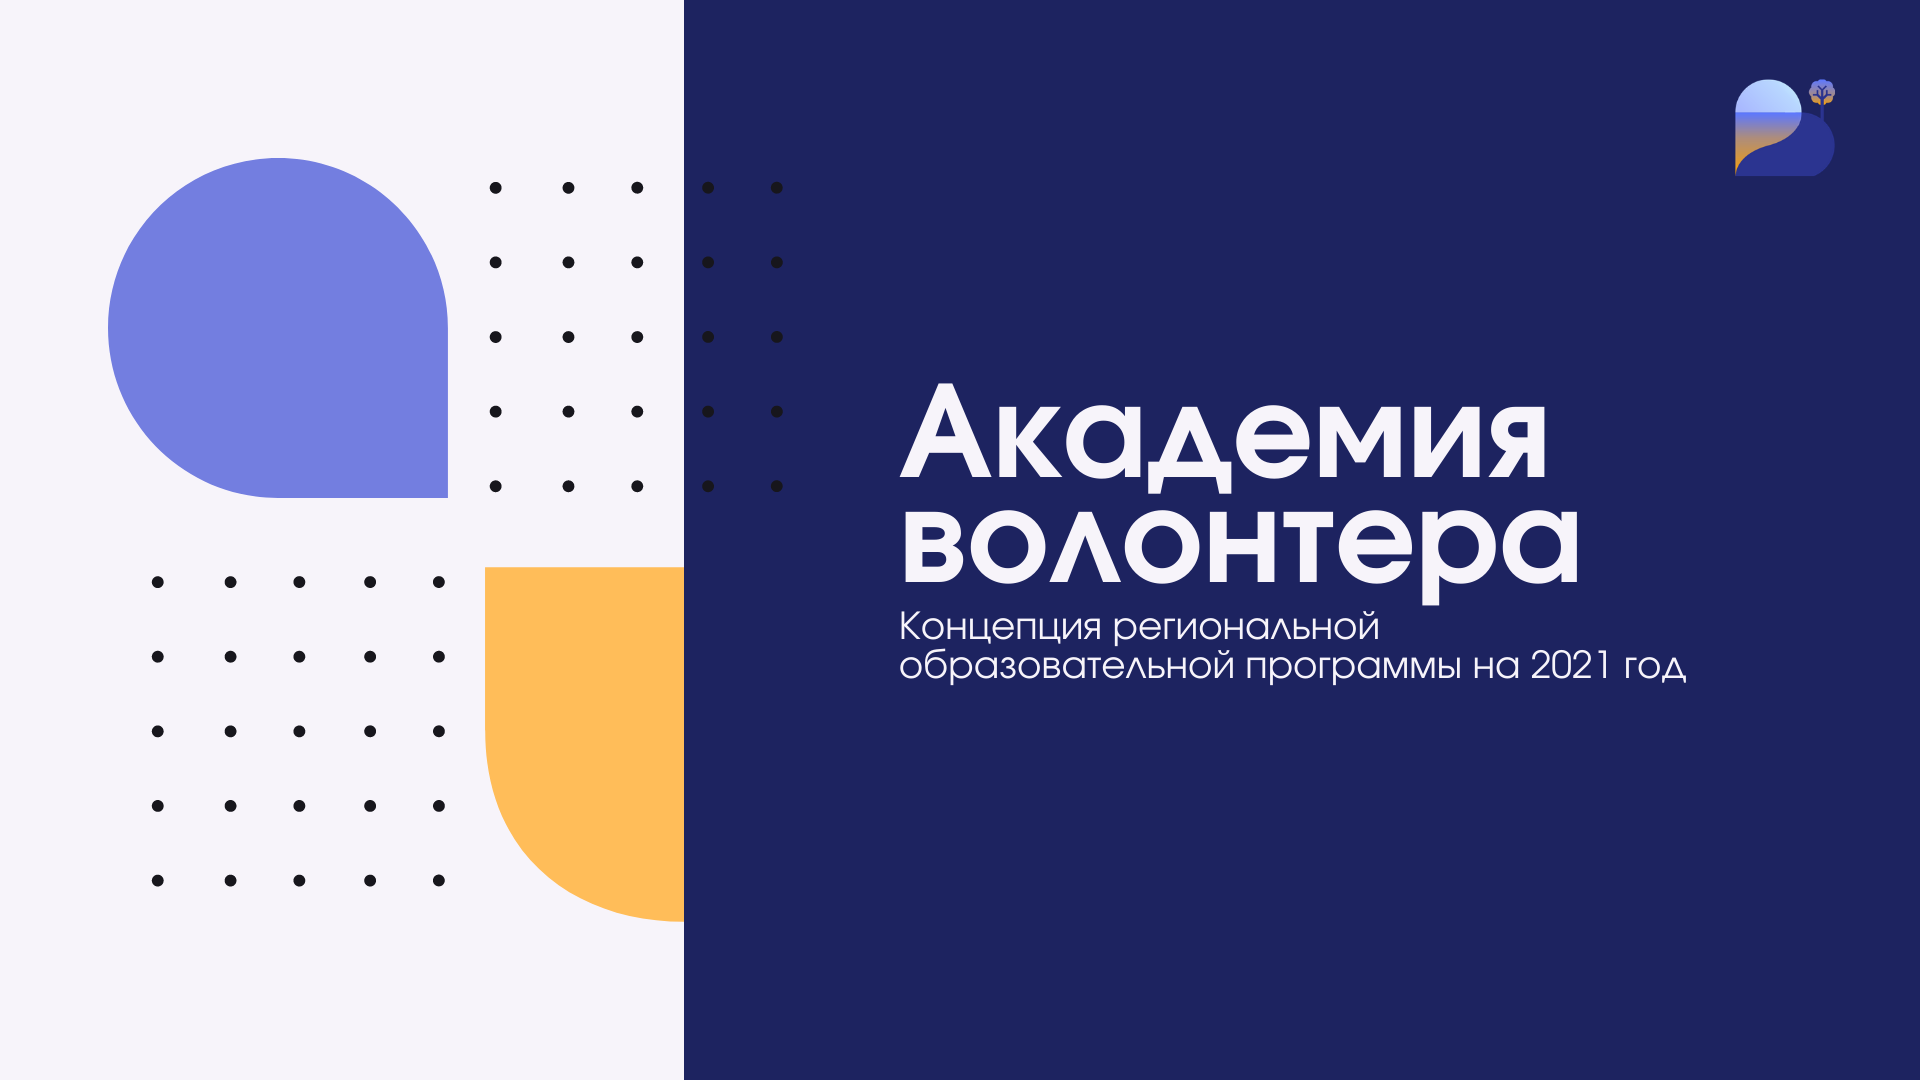 Академия
волонтера
Концепция региональной
образовательной программы на 2021 год